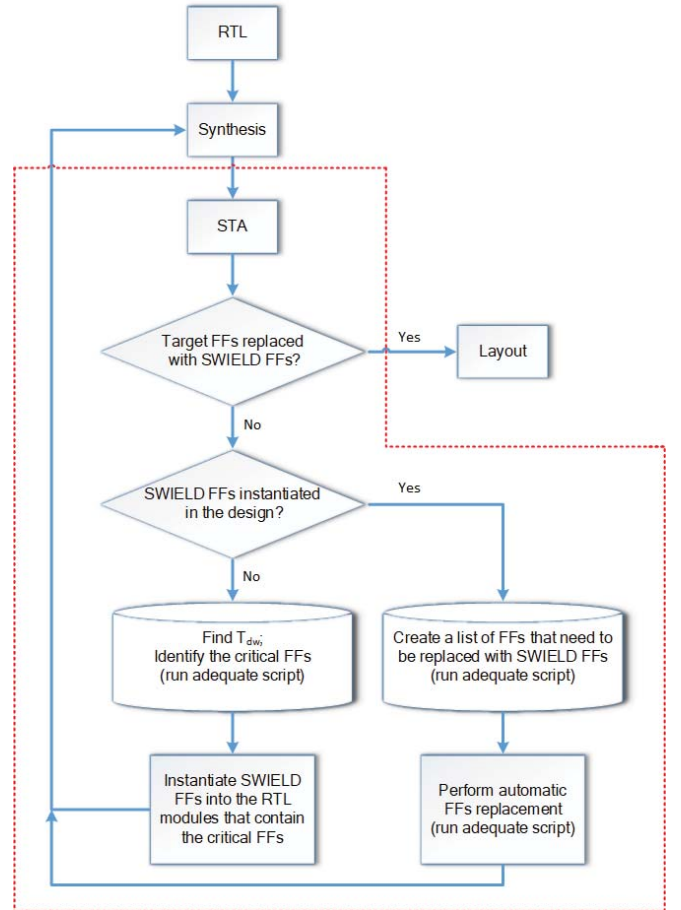 RTL
Synthesis
STA
Target FFs replaced
with SWIELD FFs?
Yes
Layout
No
SWIELD FFs instantiated
in the design?
Yes
No
Find Tdw;
Identify the critical FFs
(run adequate script)
Create a list of FFs that need to
be replaced with SWIELD FFs
(run adequate script)
Instantiate SWIELD
FFs into the RTL
modules that contain
the critical FFs
Perform automatic
FFs replacement
(run adequate script)